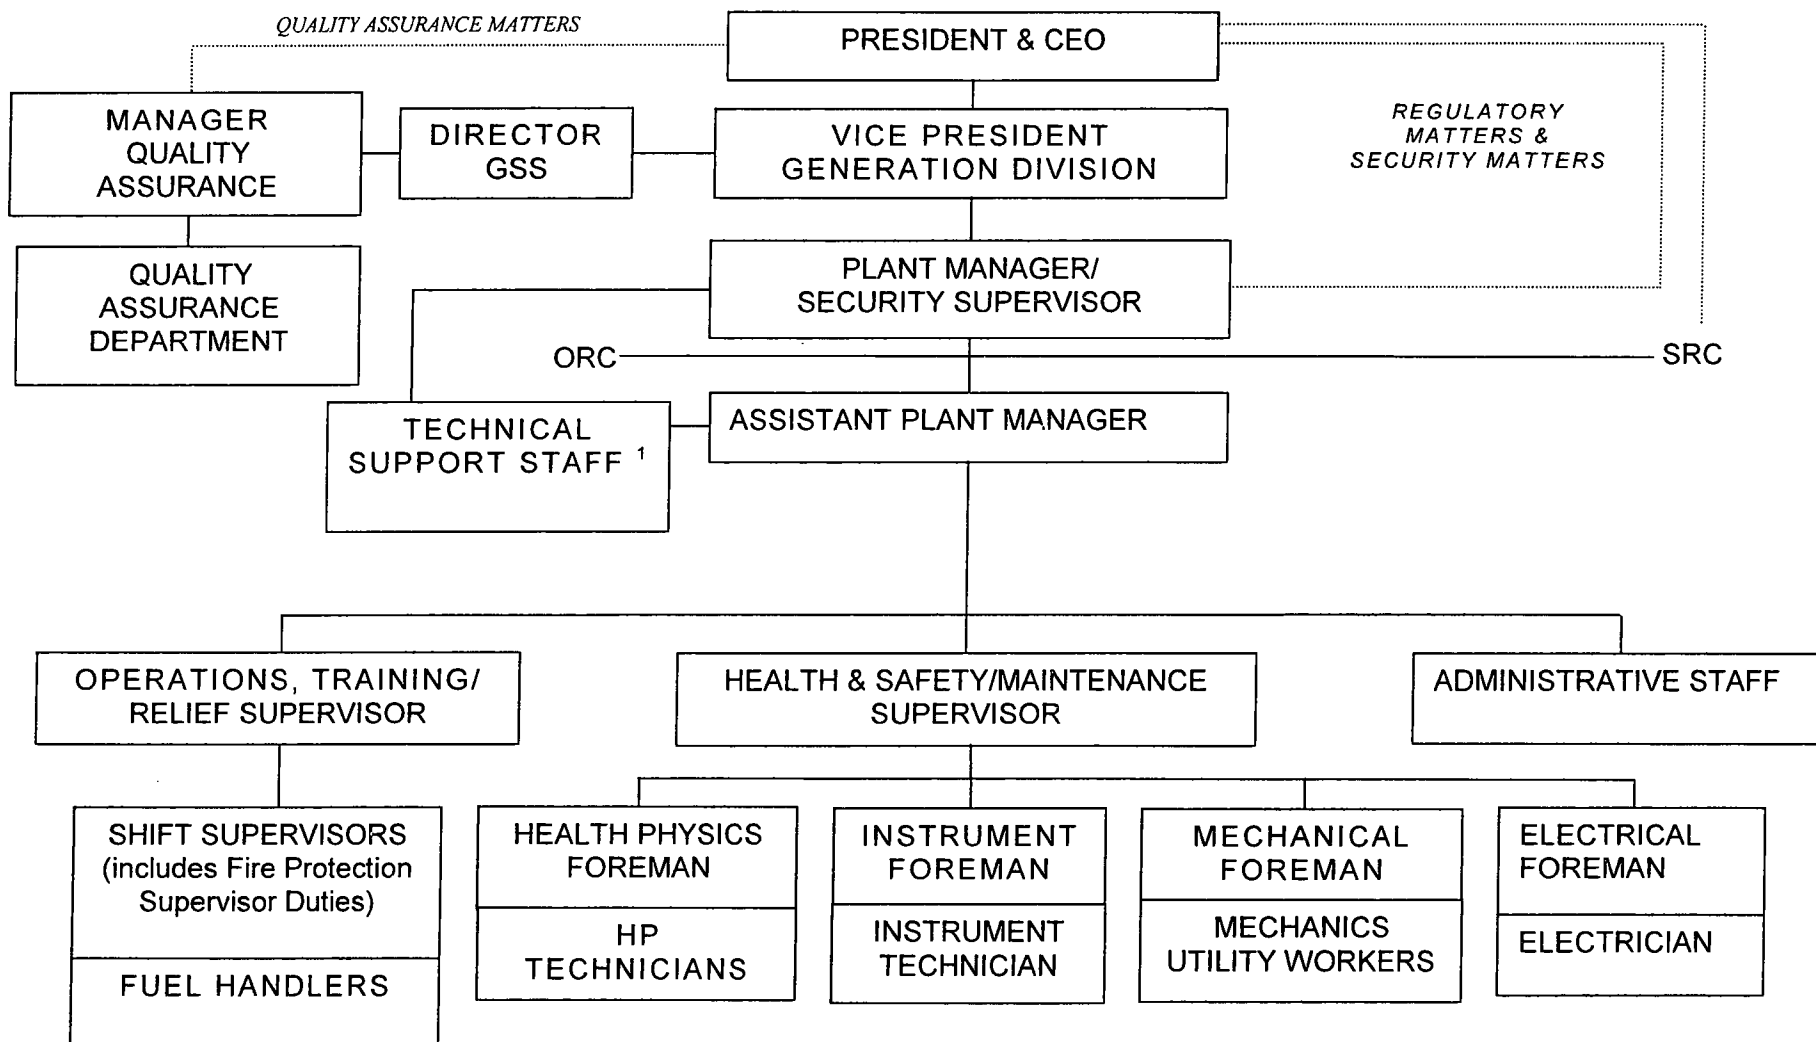 QUALITY ASSURANCE MATTERS
PRESIDENT & CEO
MANAGER
QUALITY
ASSURANCE
DIRECTOR
GSS
VICE PRESIDENT
GENERATION DIVISION
REGULATORY
MATTERS &
SECURITY MATTERS
QUALITY
ASSURANCE
DEPARTMENT
PLANT MANAGER/
SECURITY SUPERVISOR
ORC
SRC
TECHNICAL
SUPPORT STAFF ¹
ASSISTANT PLANT MANAGER
OPERATIONS, TRAINING/
RELIEF SUPERVISOR
HEALTH & SAFETY/MAINTENANCE
SUPERVISOR
ADMINISTRATIVE STAFF
SHIFT SUPERVISORS
(includes Fire Protection
Supervisor Duties)
FUEL HANDLERS
HEALTH PHYSICS
FOREMAN
HP
TECHNICIANS
INSTRUMENT
FOREMAN
INSTRUMENT
TECHNICIAN
MECHANICAL
FOREMAN
MECHANICS
UTILITY WORKERS
ELECTRICAL
FOREMAN
ELECTRICIAN